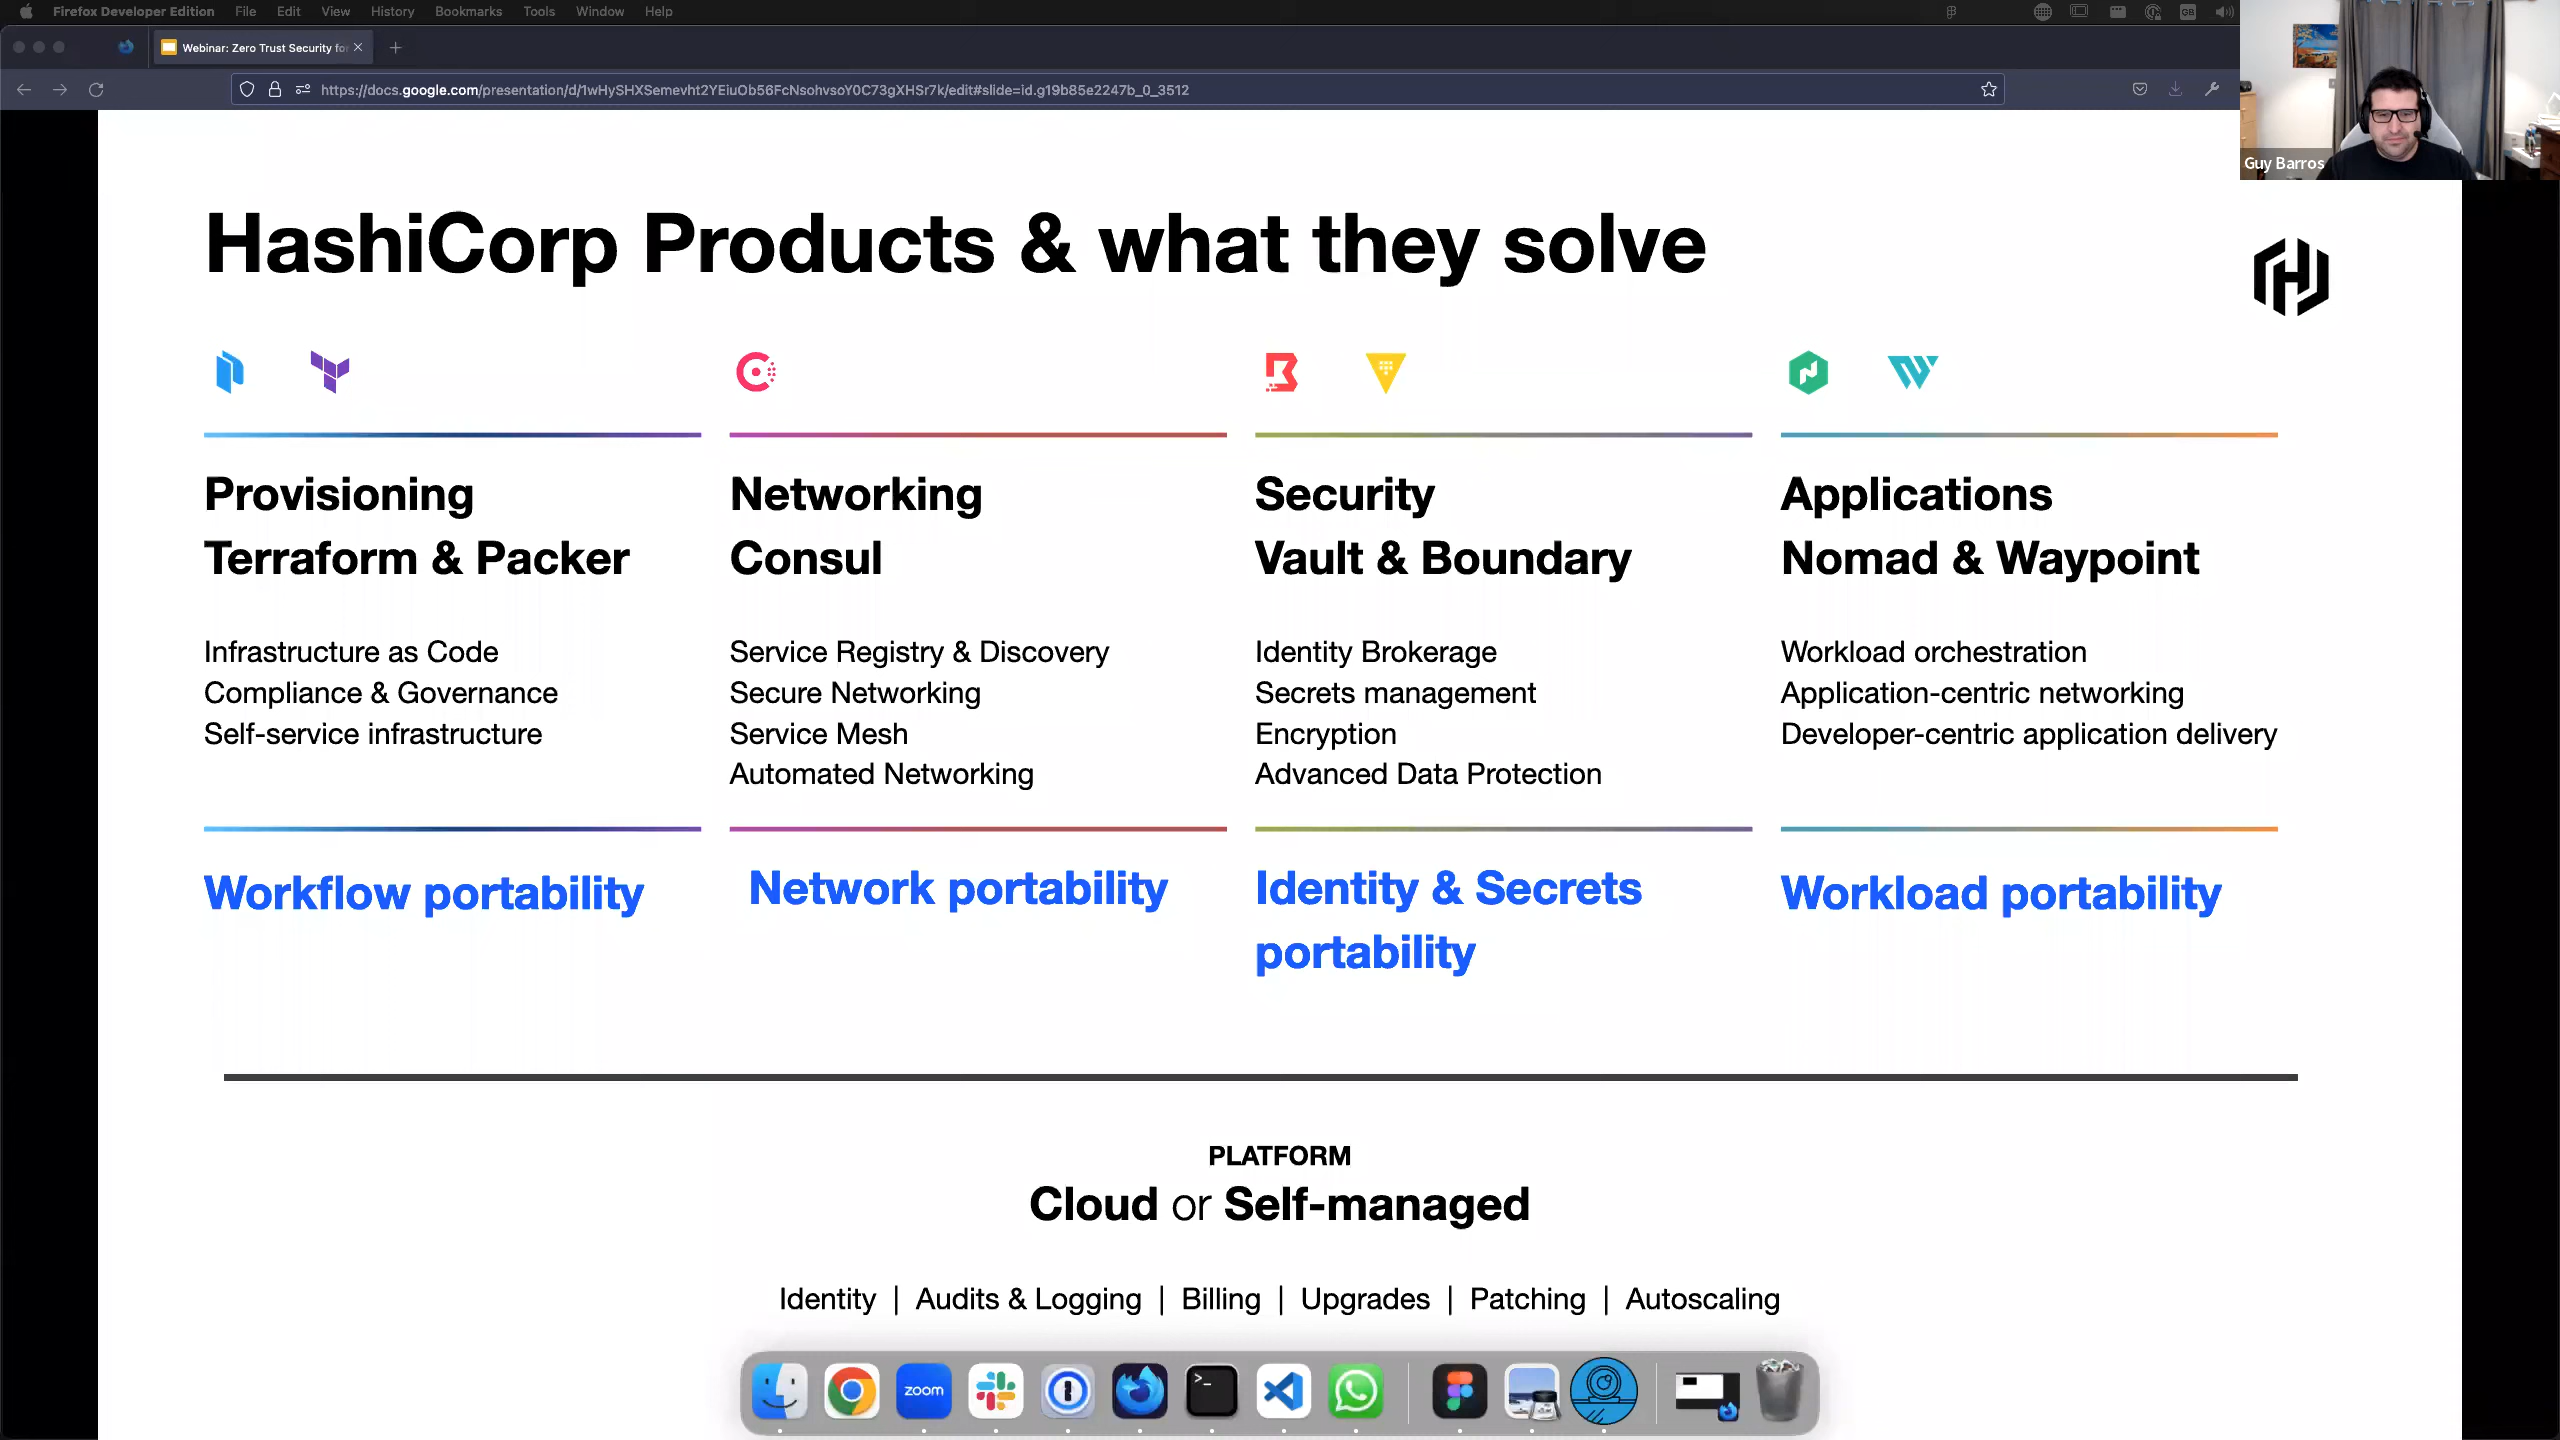 Firefox Developer Edition File Edit View History Bookmarks Tools Window Help
Webinar: Zero Trust Security for
https://docs.google.com/presentation/d/1wHySHXSemevht2YEiuOb56FcNsohvsoY0C73gXHSr7k/edit#slide=id.g19b85e2247b_0_3512
Guy Barros
HashiCorp Products & what they solve
Provisioning
Terraform & Packer
Infrastructure as Code
Compliance & Governance
Self-service infrastructure
Workflow portability
Networking
Consul
Service Registry & Discovery
Secure Networking
Service Mesh
Automated Networking
Network portability
Security
Vault & Boundary
Identity Brokerage
Secrets management
Encryption
Advanced Data Protection
Identity & Secrets
portability
Applications
Nomad & Waypoint
Workload orchestration
Application-centric networking
Developer-centric application delivery
Workload portability
PLATFORM
Cloud or Self-managed
Identity | Audits & Logging | Billing | Upgrades | Patching | Autoscaling
zoom